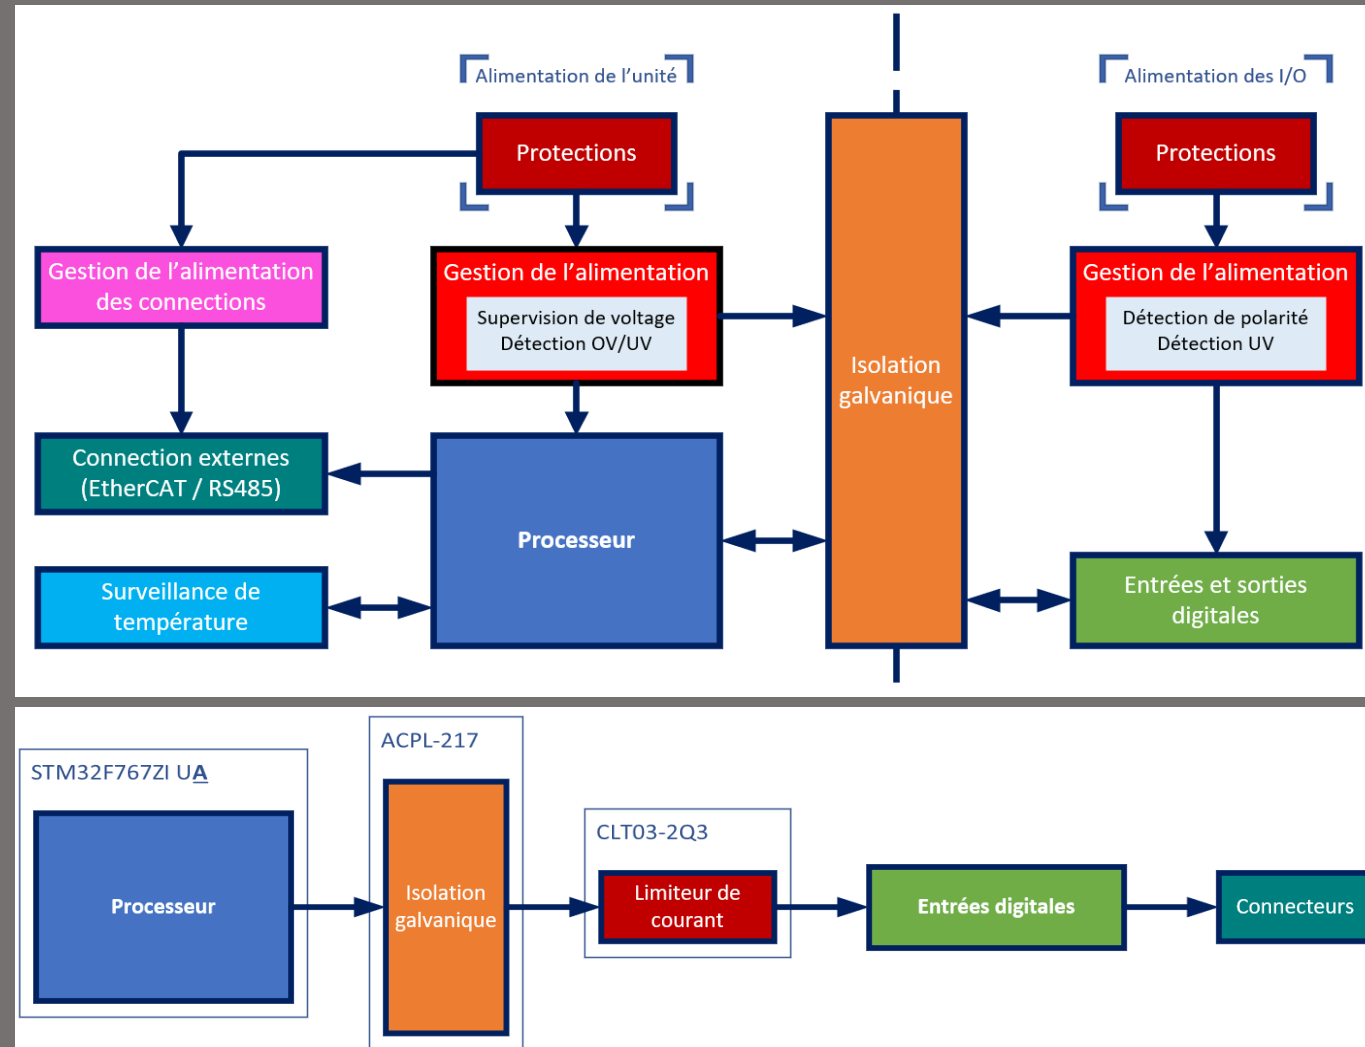 Alimentation de l'unité
Alimentation des I/O
Protections
Protections
Gestion de l'alimentation
des connections
Gestion de l'alimentation
Supervision de voltage
Détection OV/UV
Gestion de l'alimentation
Détection de polarité
Détection UV
Isolation
galvanique
Connection externes
(EtherCAT / RS485)
Processeur
Surveillance de
température
Entrées et sorties
digitales
STM32F767ZI UA
Processeur
ACPL-217
Isolation
galvanique
CLT03-2Q3
Limiteur de
courant
Entrées digitales
Connecteurs